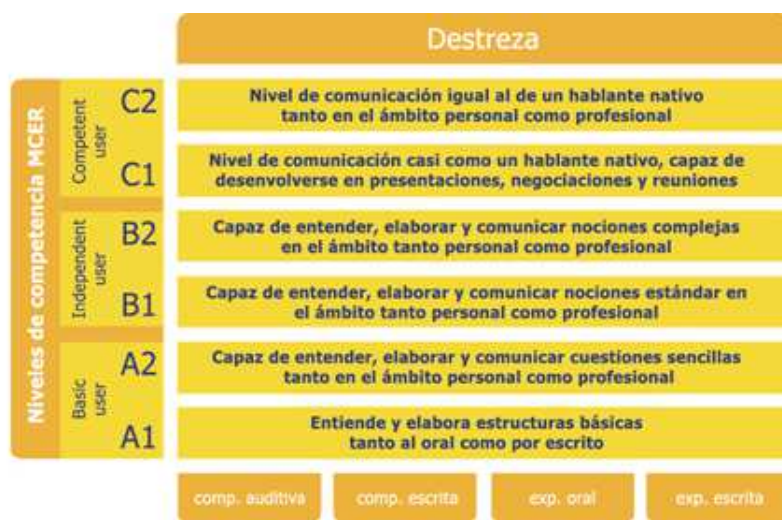 Destreza
Niveles de competencia MCER
Competent
user
C2
Nivel de comunicación igual al de un hablante nativo
tanto en el ámbito personal como profesional
C1
Nivel de comunicación casi como un hablante nativo, capaz de
desenvolverse en presentaciones, negociaciones y reuniones
Independent
user
B2
Capaz de entender, elaborar y comunicar nociones complejas
en el ámbito tanto personal como profesional
B1
Capaz de entender, elaborar y comunicar nociones estándar en
el ámbito tanto personal como profesional
Basic
user
A2
Capaz de entender, elaborar y comunicar cuestiones sencillas
tanto en el ámbito personal como profesional
A1
Entiende y elabora estructuras básicas
tanto al oral como por escrito
comp. auditiva
comp. escrita
exp. oral
exp. escrita